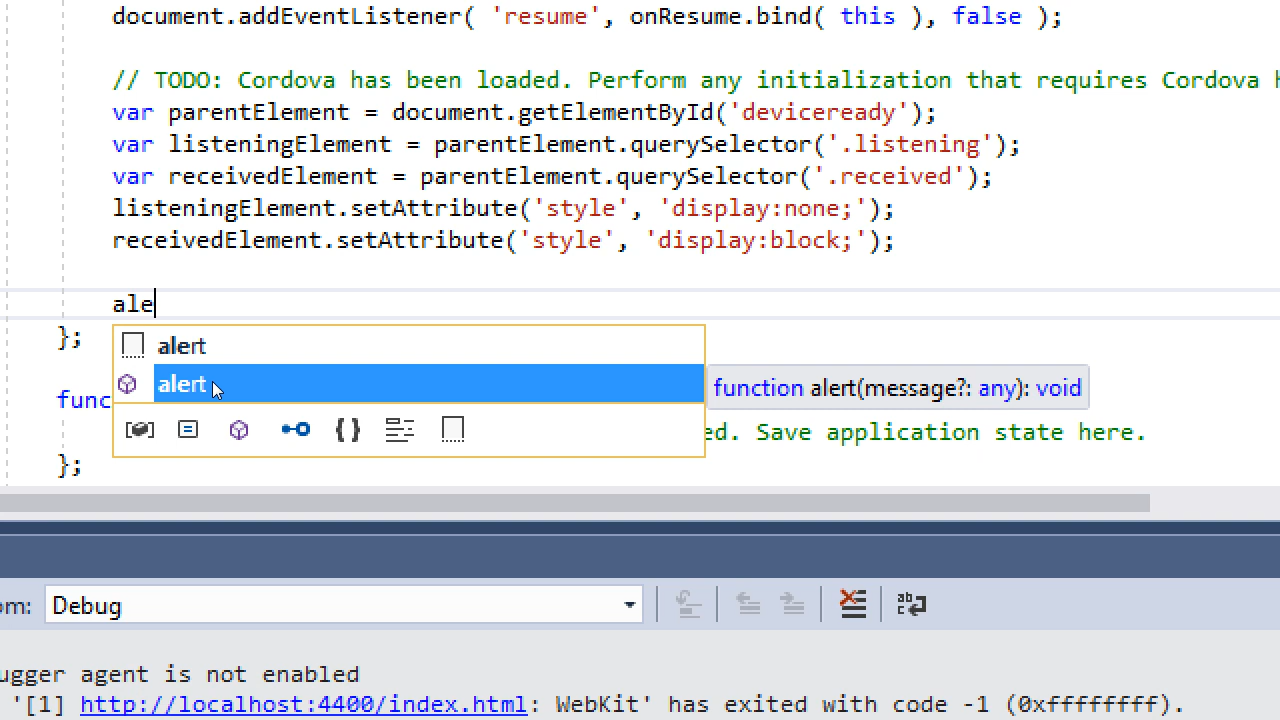 document.addEventListener( 'resume', onResume.bind( this ), false );
// TODO: Cordova has been loaded. Perform any initialization that requires Cordova h
var parentElement = document.getElementById('deviceready');
var listeningElement = parentElement.querySelector('.listening');
var receivedElement = parentElement.querySelector('.received');
listeningElement.setAttribute('style', 'display:none;');
receivedElement.setAttribute('style', 'display:block;');
ale
};
alert
alert
function alert(message?: any): void
func
ed. Save application state here.
};
om: Debug
ugger agent is not enabled
'[1] http://localhost:4400/index.html: WebKit' has exited with code -1 (0xffffffff).